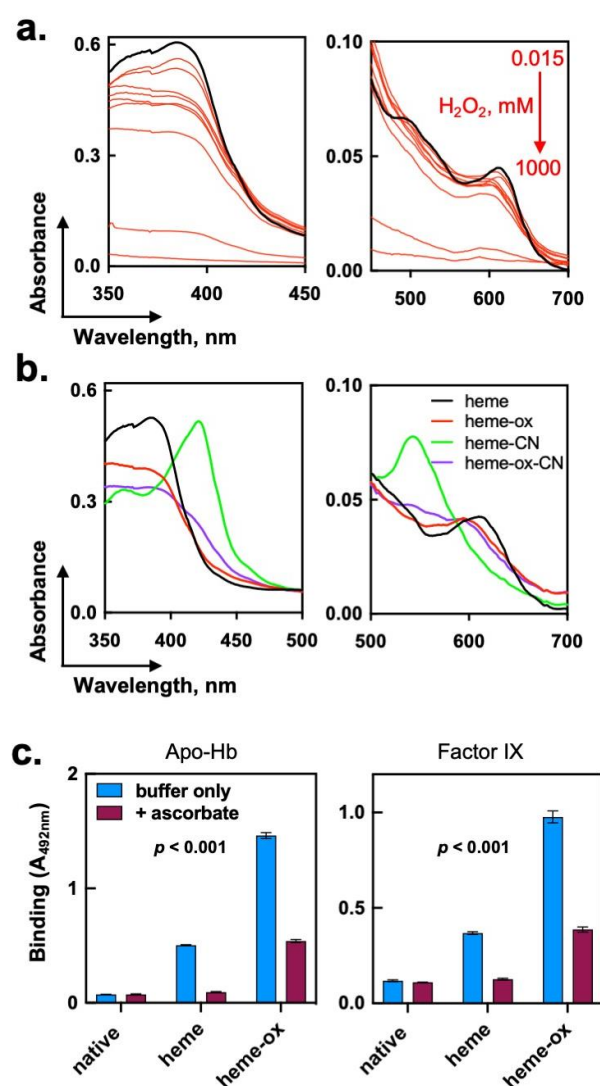 a.
0.6
0.3
0.0
350
400
450
0.10
0.05
0.00
500
600
700
0.015
H₂O₂, mM
1000
Absorbance
Wavelength, nm
b.
0.6
0.3
0.0
350
400
450
500
0.10
0.05
0.00
500
600
700
heme
heme-ox
heme-CN
heme-ox-CN
Absorbance
Wavelength, nm
c.
Apo-Hb
2
1
0
buffer only
+ ascorbate
p < 0.001
Binding (A₄₉₂ₙₘ)
native
heme
heme-ox
Factor IX
1.0
0.5
0.0
p < 0.001
native
heme
heme-ox